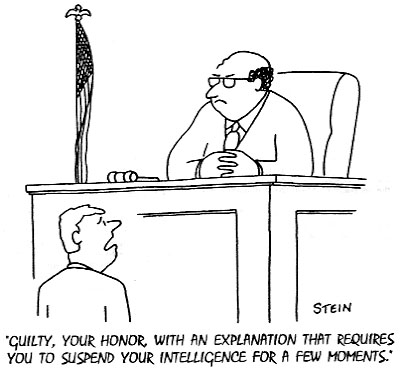 STEIN
"GUILTY, YOUR HONOR, WITH AN EXPLANATION THAT REQUIRES
YOU TO SUSPEND YOUR INTELLIGENCE FOR A FEW MOMENTS."